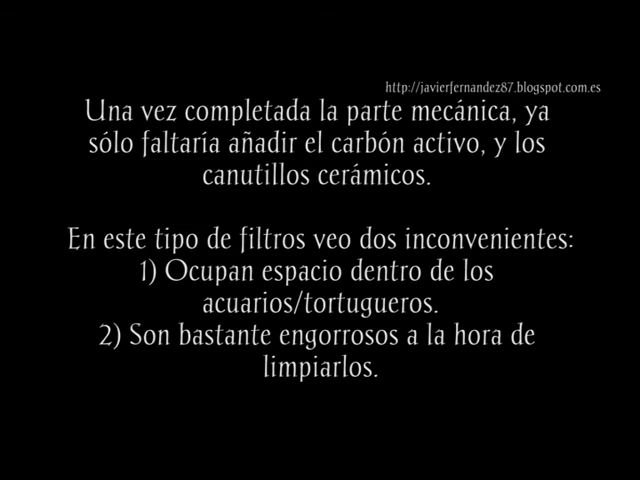 http://javierfernandez87.blogspot.com.es
Una vez completada la parte mecánica, ya
sólo faltaría añadir el carbón activo, y los
canutillos cerámicos.
En este tipo de filtros veo dos inconvenientes:
1) Ocupan espacio dentro de los
acuarios/tortugueros.
2) Son bastante engorrosos a la hora de
limpiarlos.